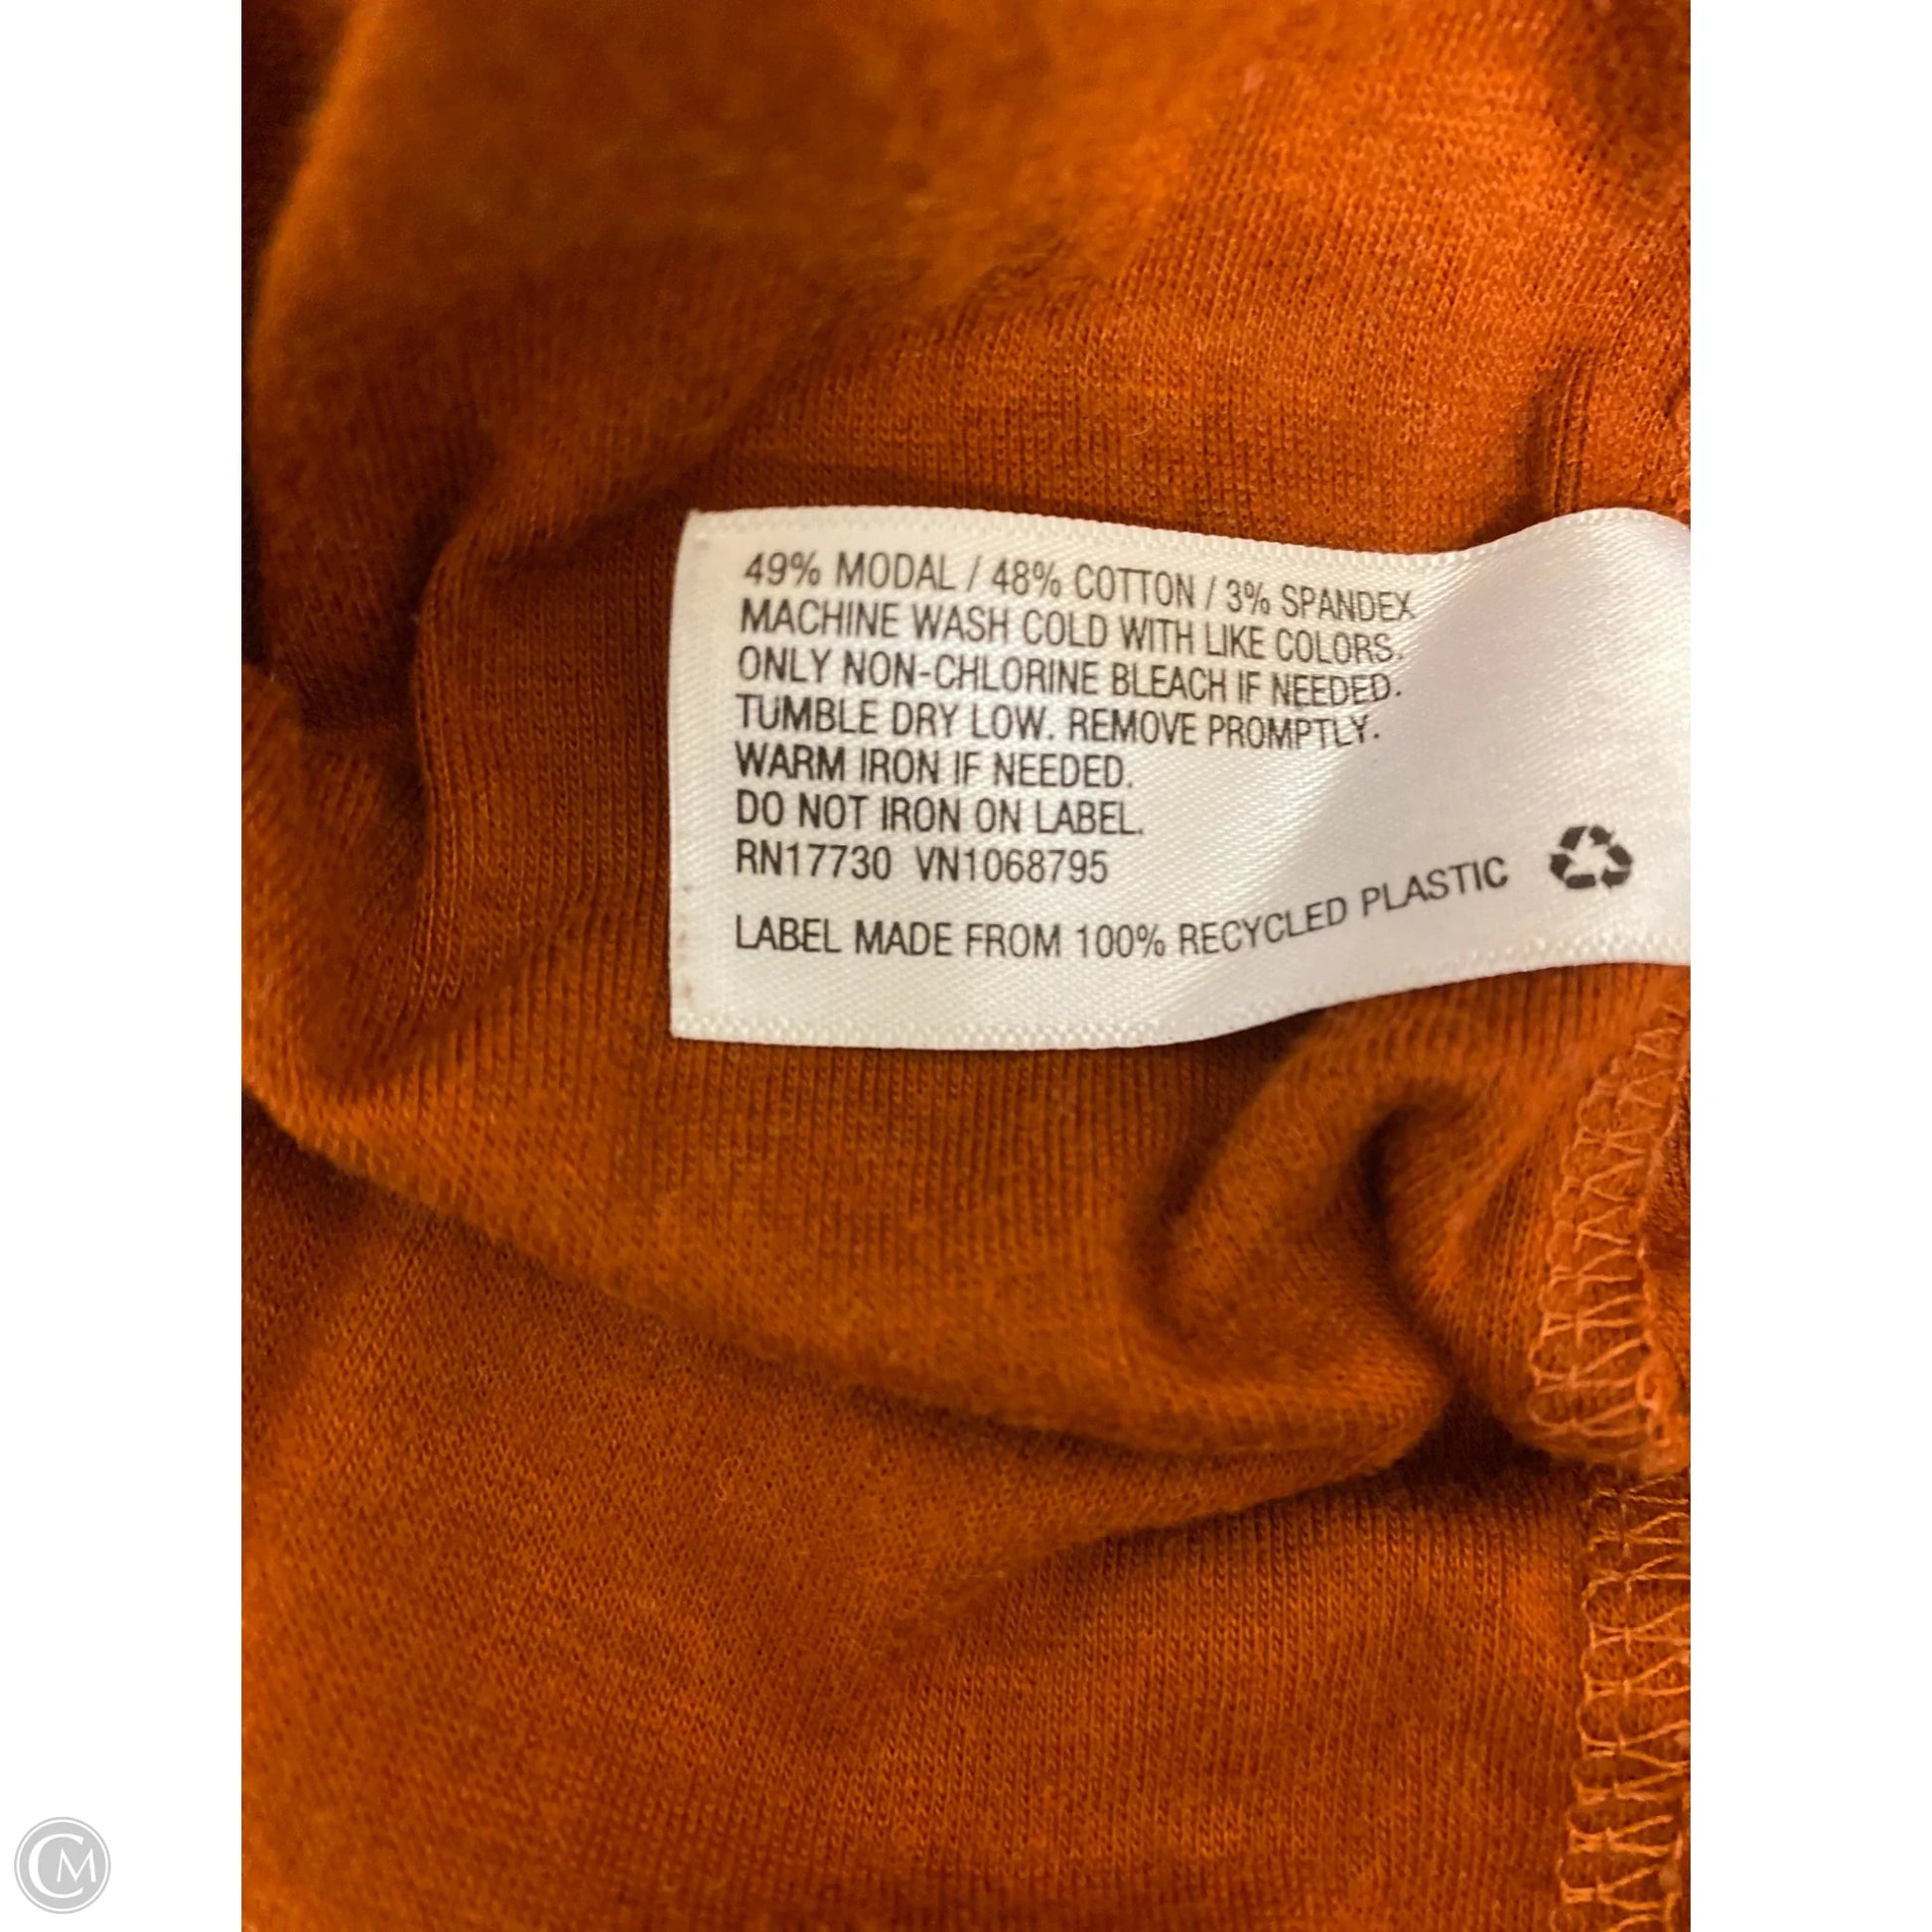 49% MODAL / 48% COTTON / 3% SPANDEX
MACHINE WASH COLD WITH LIKE COLORS.
ONLY NON-CHLORINE BLEACH IF NEEDED.
TUMBLE DRY LOW. REMOVE PROMPTLY.
WARM IRON IF NEEDED.
DO NOT IRON ON LABEL.
RN17730 VN1068795
LABEL MADE FROM 100% RECYCLED PLASTIC
CM